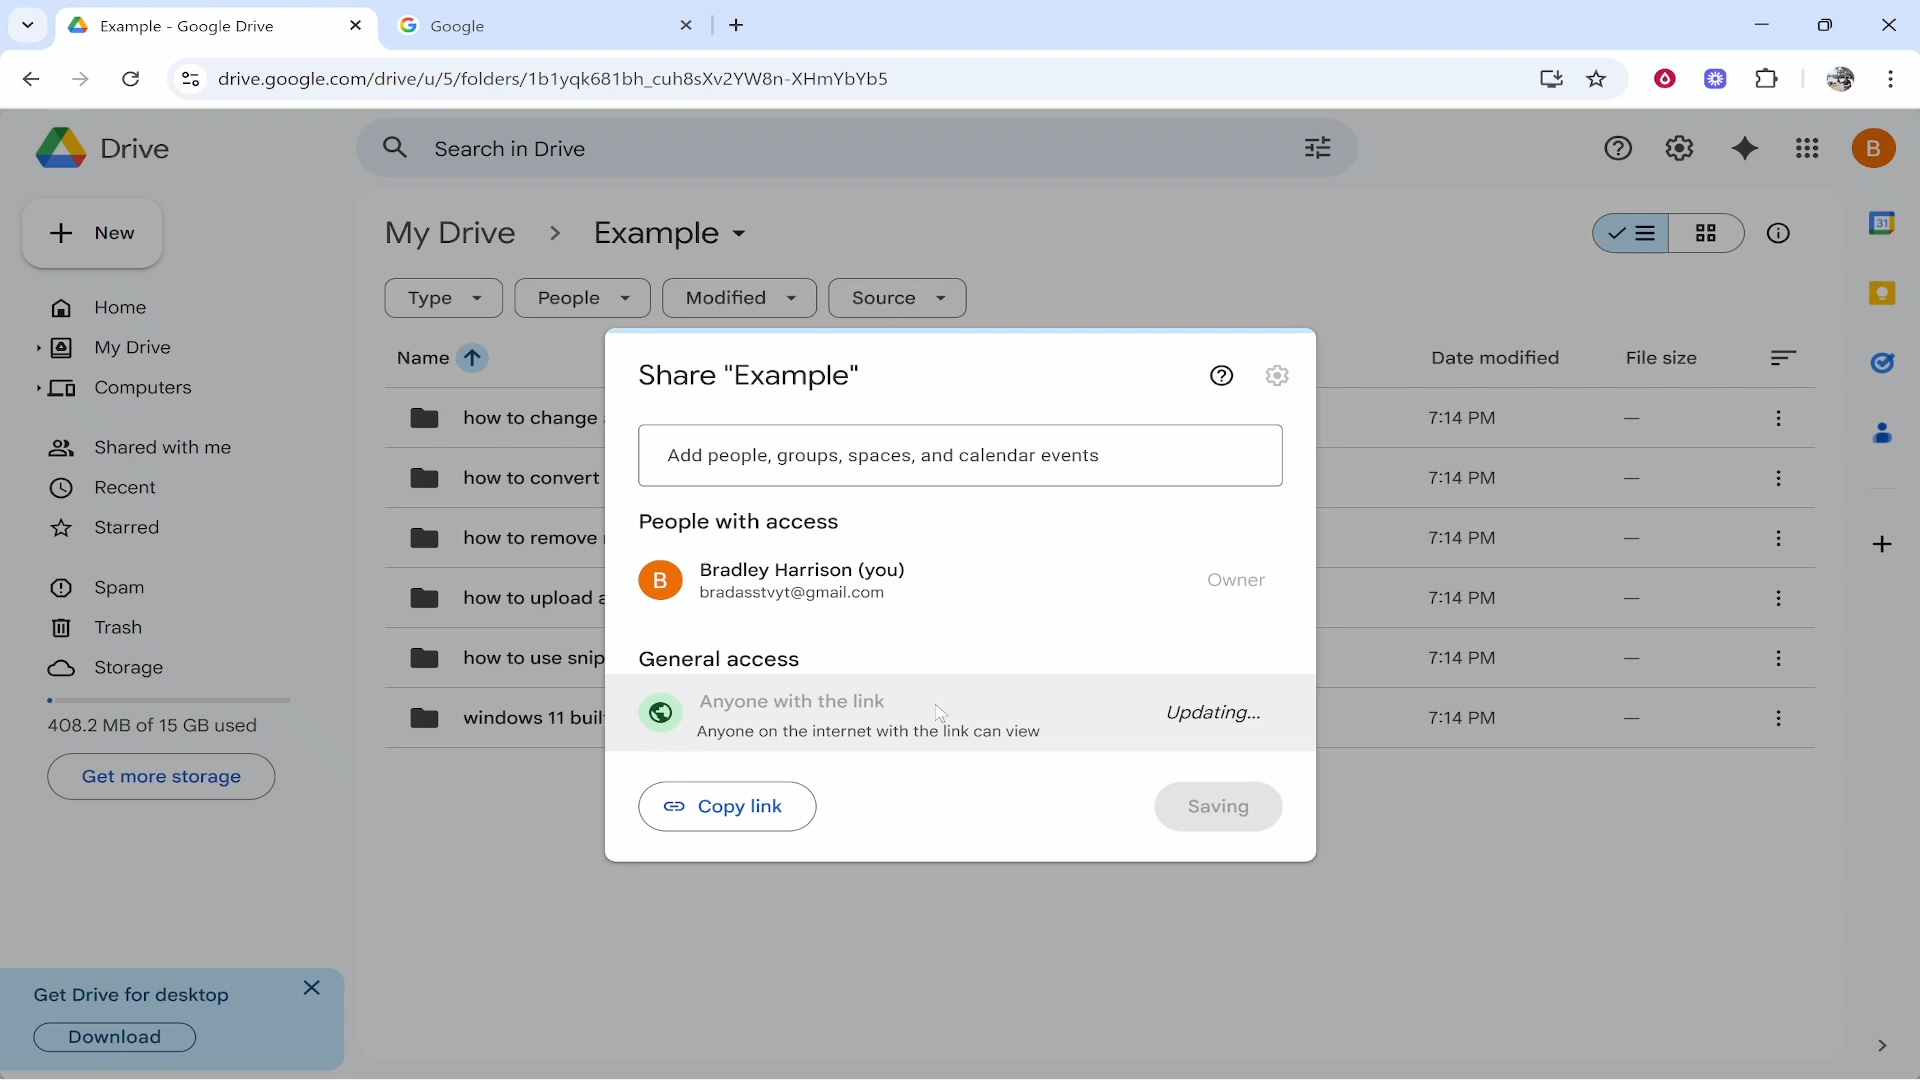 Example - Google Drive
Google
drive.google.com/drive/u/5/folders/1b1yqk681bh_cuh8sXv2YW8n-XHmYbYb5
Drive
Search in Drive
B
New
My Drive > Example
31
Home
My Drive
Computers
Shared with me
Recent
Starred
Spam
Trash
Storage
408.2 MB of 15 GB used
Get more storage
Get Drive for desktop
Download
Type
People
Modified
Source
Name
Date modified
File size
how to change
7:14 PM
—
how to convert
7:14 PM
—
how to remove
7:14 PM
—
how to upload
7:14 PM
—
how to use snip
7:14 PM
—
windows 11 buil
7:14 PM
—
Share "Example"
Add people, groups, spaces, and calendar events
People with access
B
Bradley Harrison (you)
bradasstvyt@gmail.com
Owner
General access
Anyone with the link
Anyone on the internet with the link can view
Updating...
Copy link
Saving